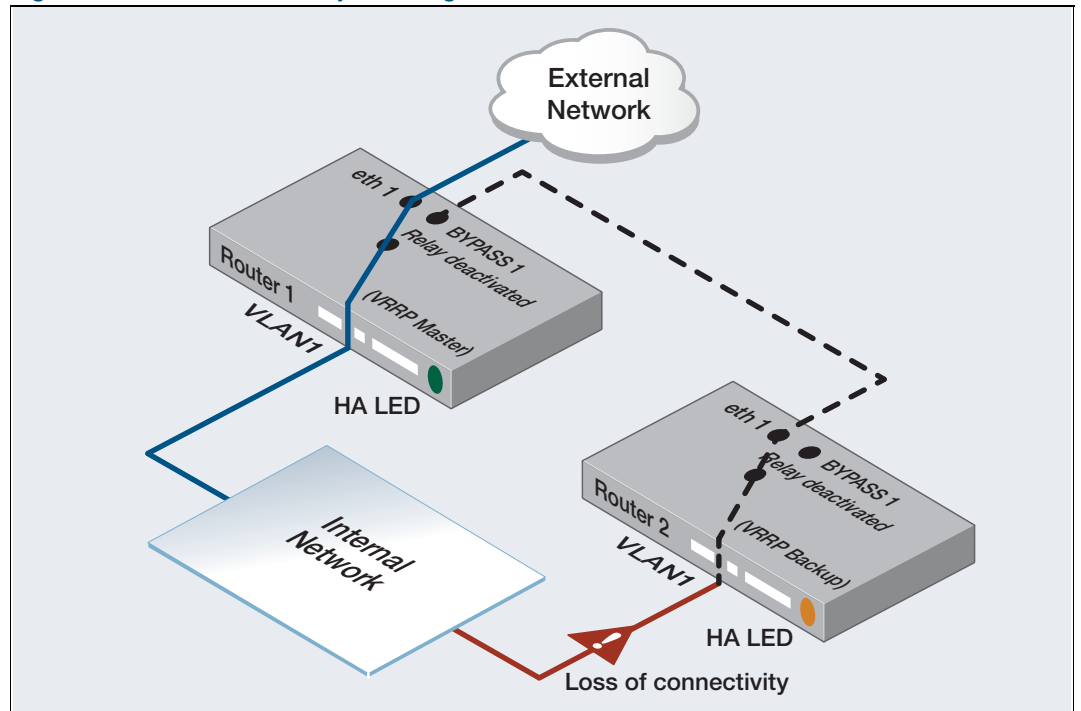 External
Network
eth 1
BYPASS 1
Relay deactivated
Router 1
(VRRP Master)
VLAN1
HA LED
eth 1
BYPASS 1
Relay deactivated
Router 2
(VRRP Backup)
VLAN1
HA LED
Internal
Network
Loss of connectivity